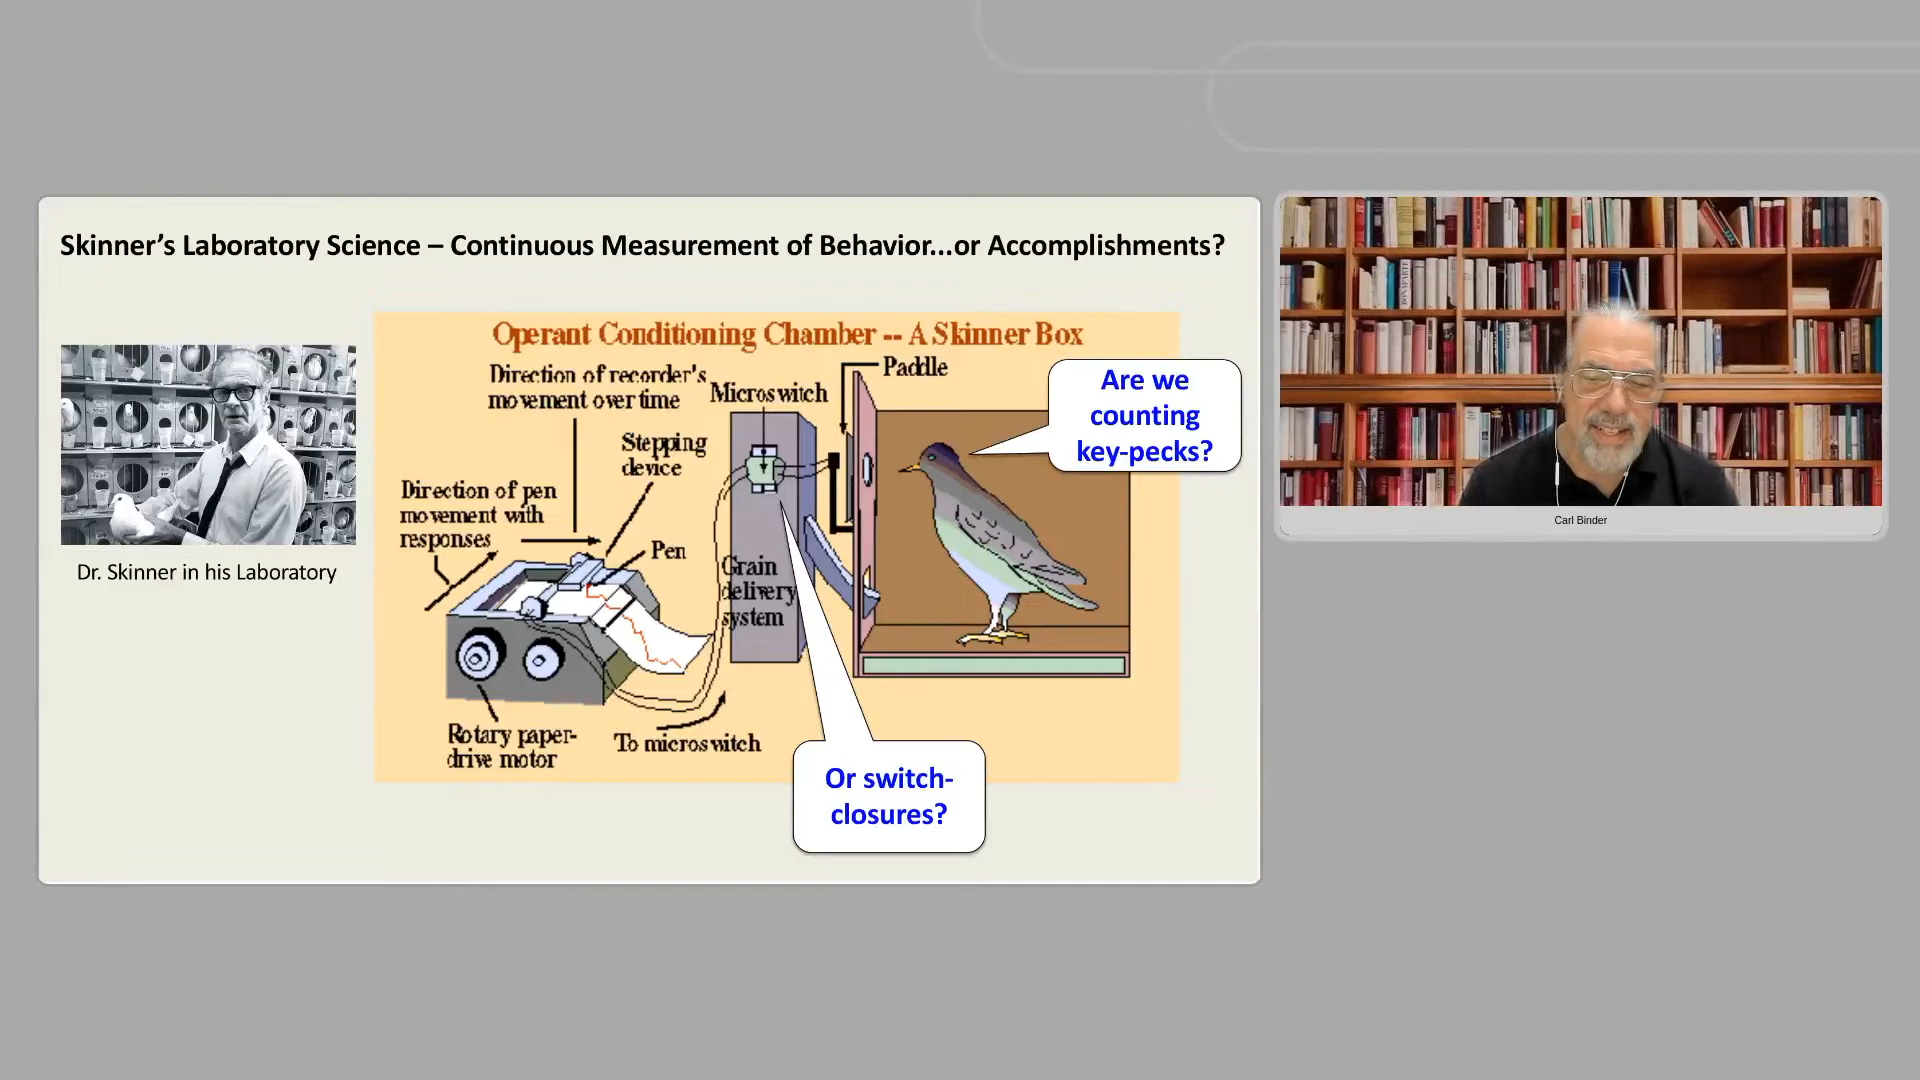 Skinner’s Laboratory Science – Continuous Measurement of Behavior...or Accomplishments?
Dr. Skinner in his Laboratory
Operant Conditioning Chamber -- A Skinner Box
Direction of recorder's
movement over time
Microswitch
Paddle
Stepping
device
Direction of pen
movement with
responses
Pen
Grain
delivery
system
Rotary paper-
drive motor
To microswitch
Are we
counting
key-pecks?
Or switch-
closures?
Carl Binder